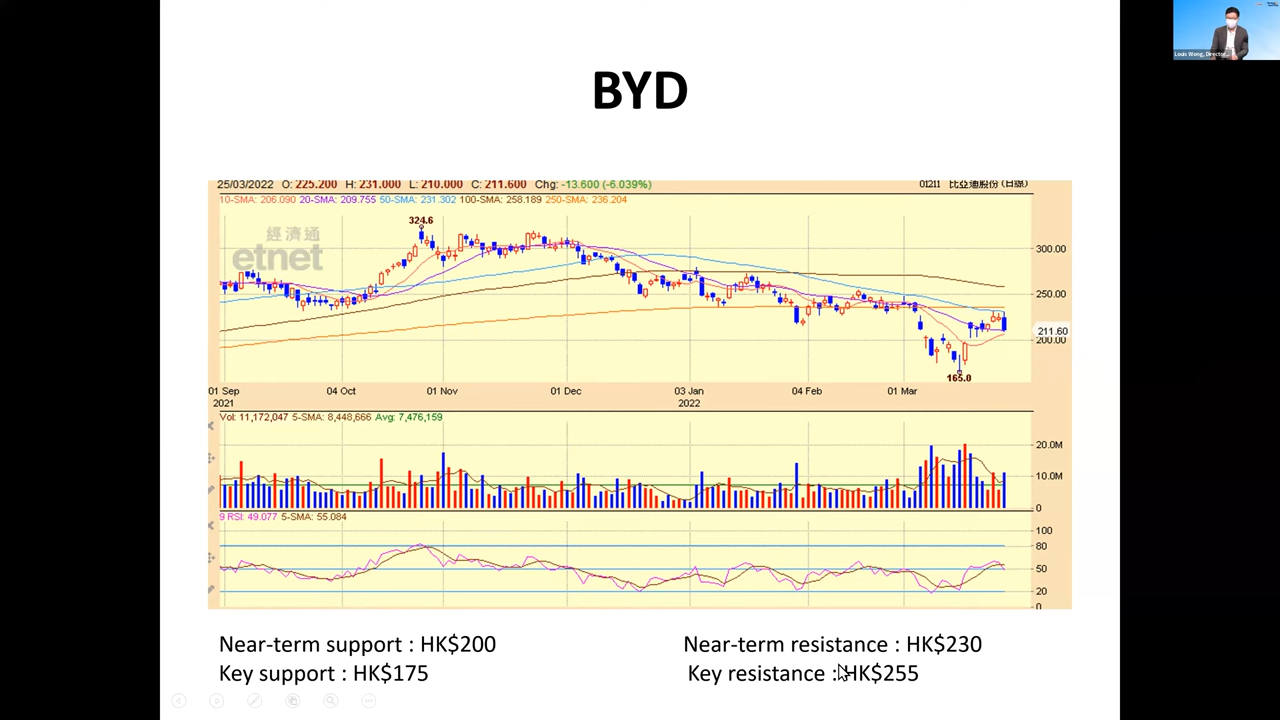 BYD
Louis Wong, Director...
25/03/2022 O: 225.200 H: 231.000 L: 210.000 C: 211.600 Chg: -13.600 (-6.039%) 01211 比亞迪股份 (日線)
10-SMA: 206.090 20-SMA: 209.755 50-SMA: 231.302 100-SMA: 258.189 250-SMA: 236.204
324.6
經濟通
etnet
300.00
250.00
211.60
200.00
165.0
01 Sep 04 Oct 01 Nov 01 Dec 03 Jan 04 Feb 01 Mar
2021 2022
Vol: 11,172,047 5-SMA: 8,448,666 Avg: 7,476,159
20.0M
10.0M
0
9 RSI: 49.077 5-SMA: 55.084
100
80
50
20
0
Near-term support : HK$200 Near-term resistance : HK$230
Key support : HK$175 Key resistance : HK$255